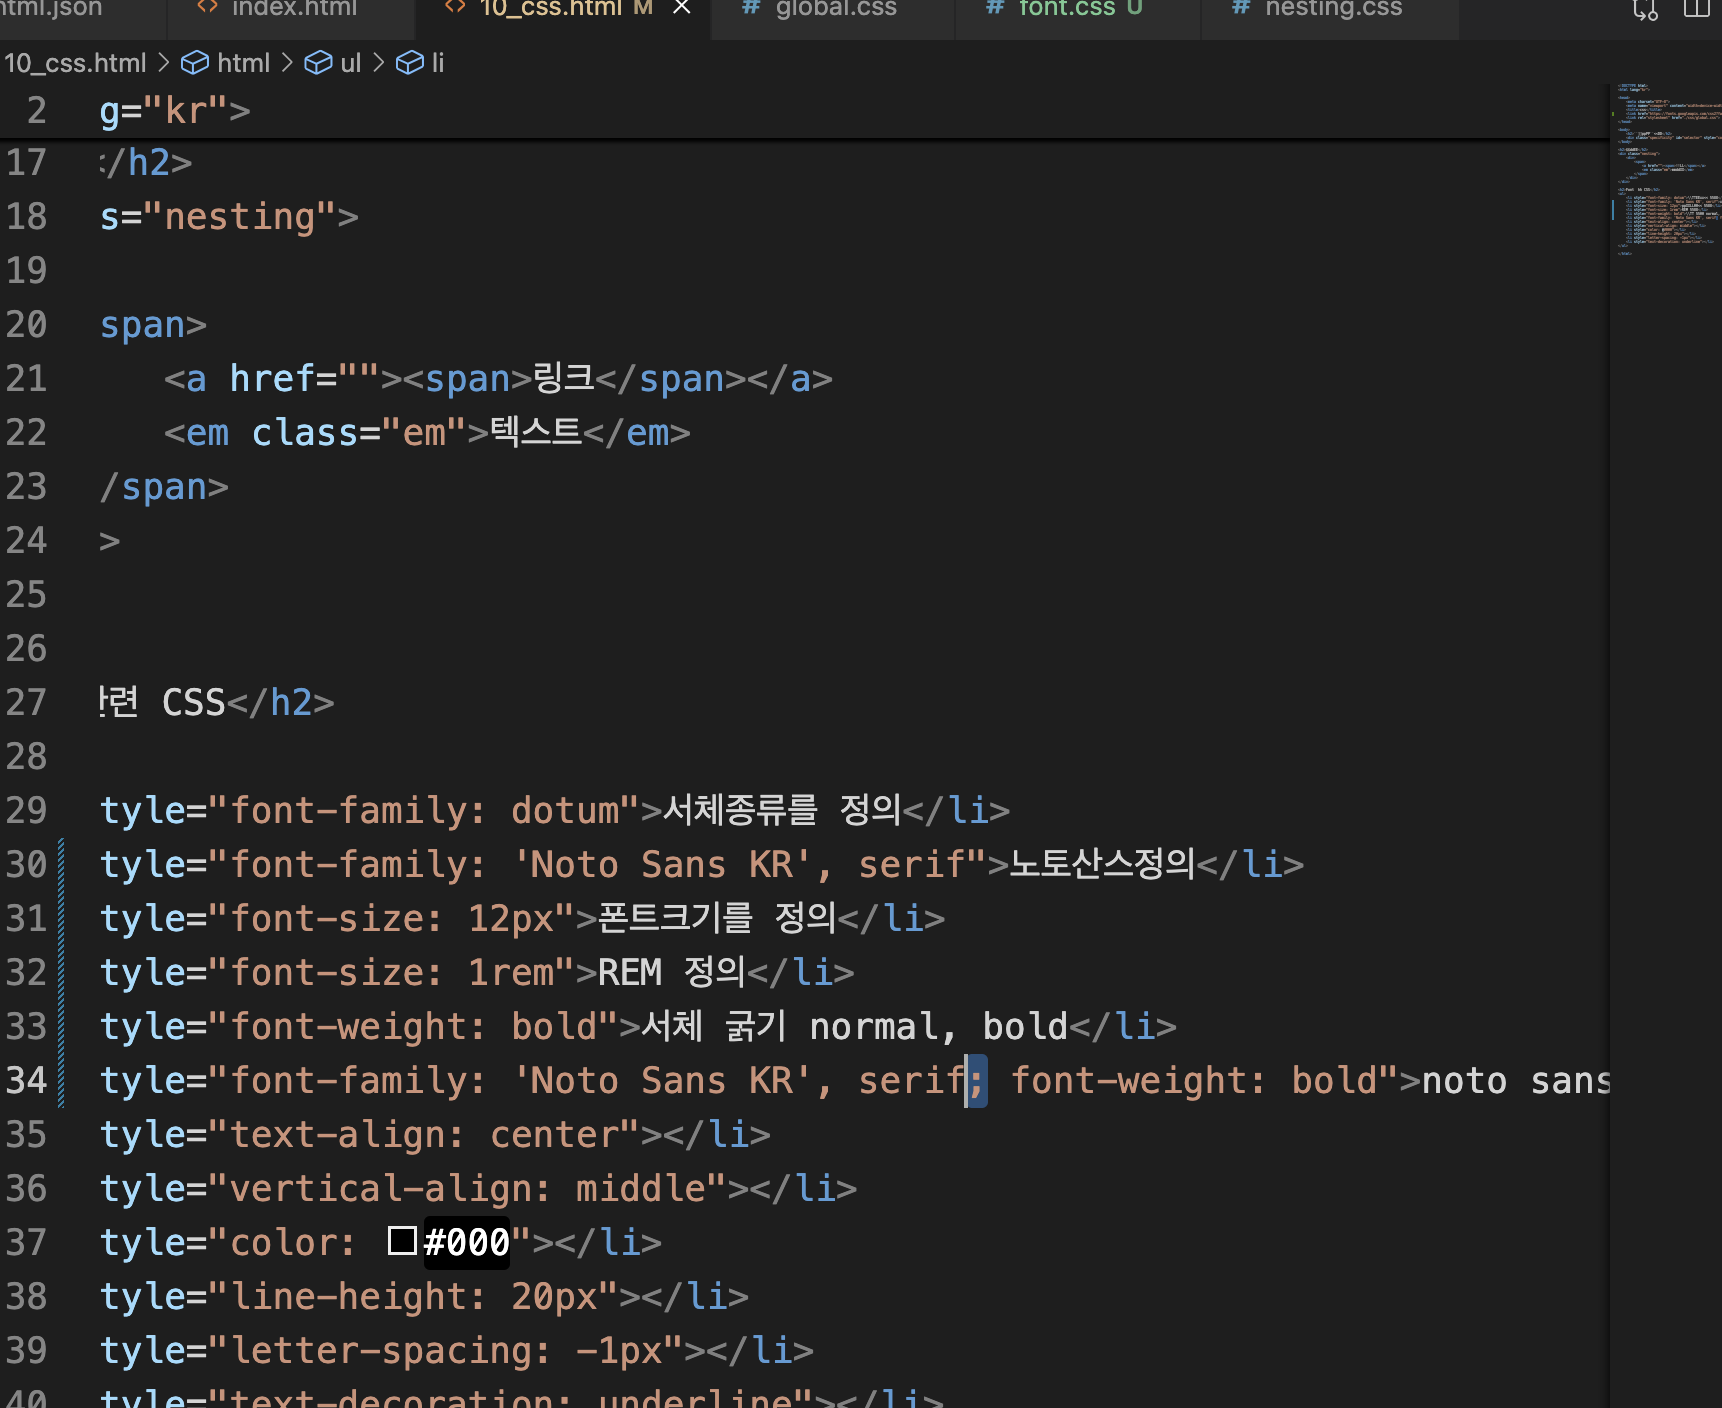 html.json
index.html
10_css.html M
global.css
font.css U
nesting.css
10_css.html > html > ul > li
2 g="kr">
17 </h2>
18 s="nesting">
19
20 span>
21 <a href=""><span>링크</span></a>
22 <em class="em">텍스트</em>
23 /span>
24 >
25
26
27 관련 CSS</h2>
28
29 tyle="font-family: dotum">서체종류를 정의</li>
30 tyle="font-family: 'Noto Sans KR', serif">노토산스정의</li>
31 tyle="font-size: 12px">폰트크기를 정의</li>
32 tyle="font-size: 1rem">REM 정의</li>
33 tyle="font-weight: bold">서체 굵기 normal, bold</li>
34 tyle="font-family: 'Noto Sans KR', serif; font-weight: bold">noto sans
35 tyle="text-align: center"></li>
36 tyle="vertical-align: middle"></li>
37 tyle="color: #000"></li>
38 tyle="line-height: 20px"></li>
39 tyle="letter-spacing: -1px"></li>
40 tyle="text-decoration: underline"></li>